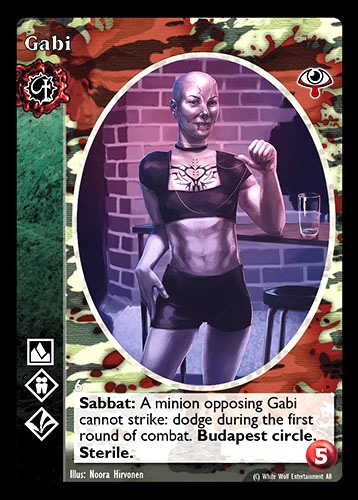 Gabi
6
Sabbat: A minion opposing Gabi
cannot strike: dodge during the first
round of combat. Budapest circle.
Sterile.
5
Illus: Noora Hirvonen
(C) White Wolf Entertainment AB